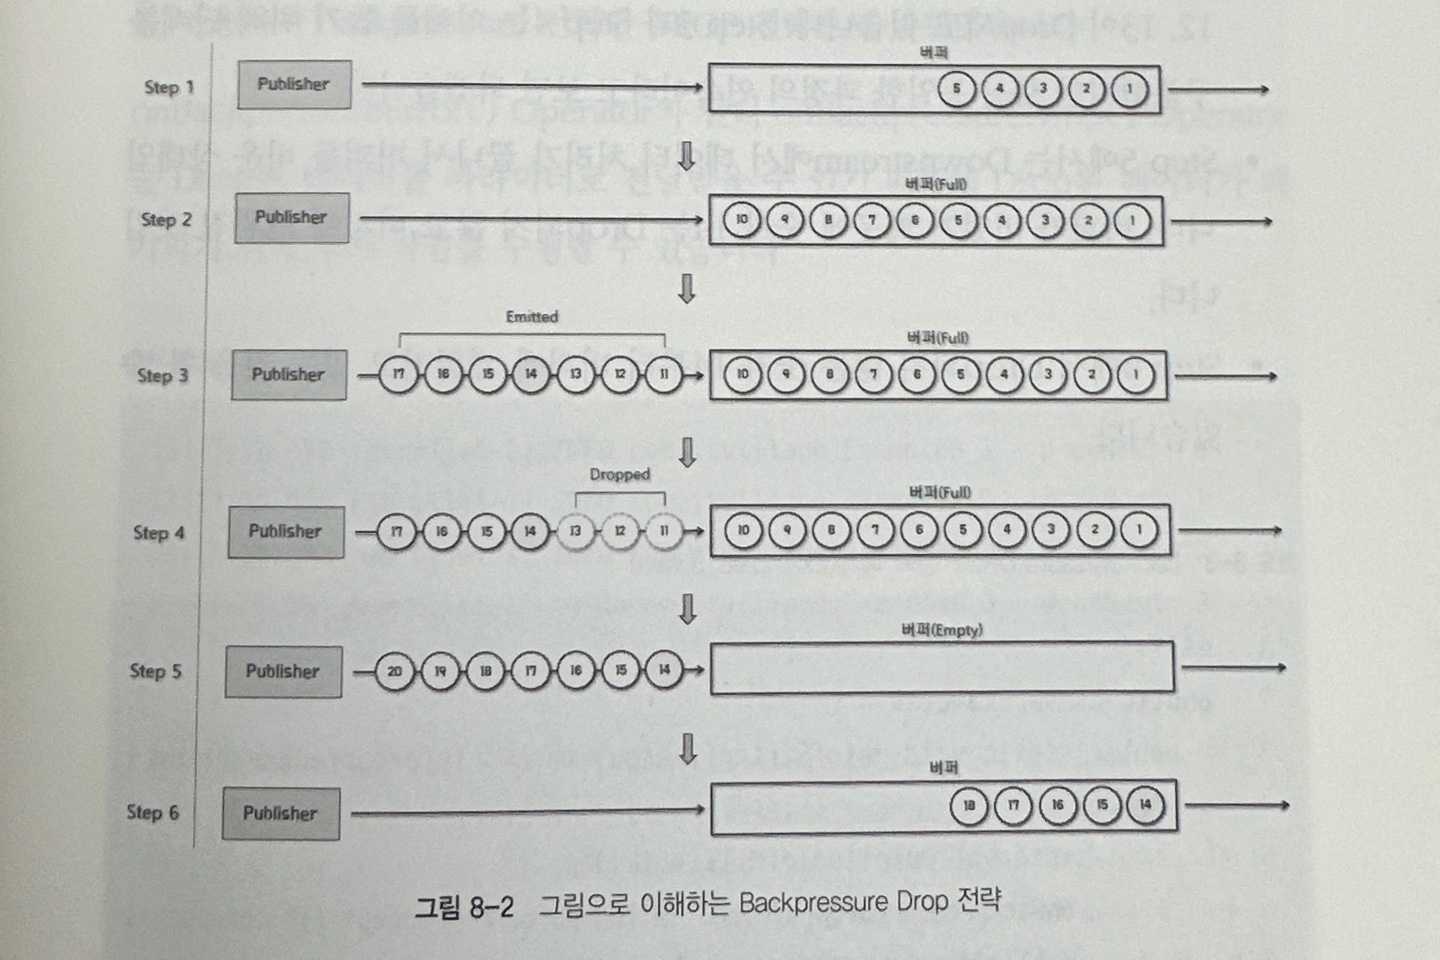 Step 1 Publisher 버퍼 5 4 3 2 1
Step 2 Publisher 버퍼(Full) 10 9 8 7 6 5 4 3 2 1
Emitted
Step 3 Publisher 17 16 15 14 13 12 11 버퍼(Full) 10 9 8 7 6 5 4 3 2 1
Dropped
Step 4 Publisher 17 16 15 14 13 12 11 버퍼(Full) 10 9 8 7 6 5 4 3 2 1
Step 5 Publisher 20 19 18 17 16 15 14 버퍼(Empty)
Step 6 Publisher 버퍼 18 17 16 15 14
그림 8-2 그림으로 이해하는 Backpressure Drop 전략